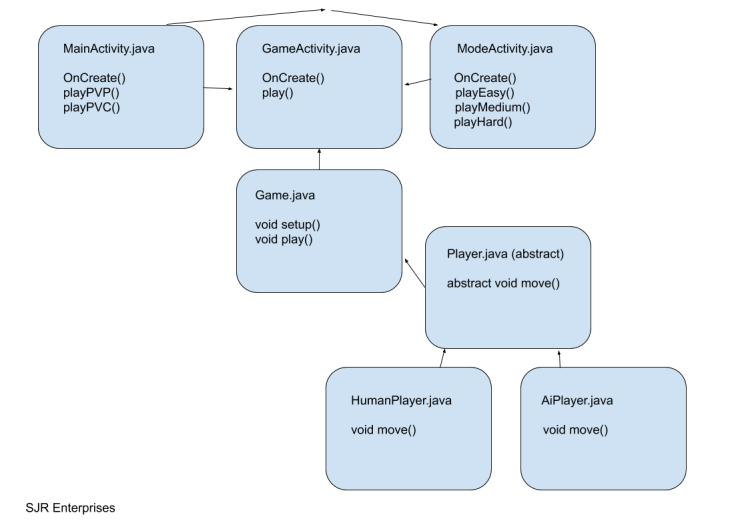 MainActivity.java
OnCreate()
playPVP()
playPVC()
GameActivity.java
OnCreate()
play()
ModeActivity.java
OnCreate()
playEasy()
playMedium()
playHard()
Game.java
void setup()
void play()
Player.java (abstract)
abstract void move()
HumanPlayer.java
void move()
AiPlayer.java
void move()
SJR Enterprises